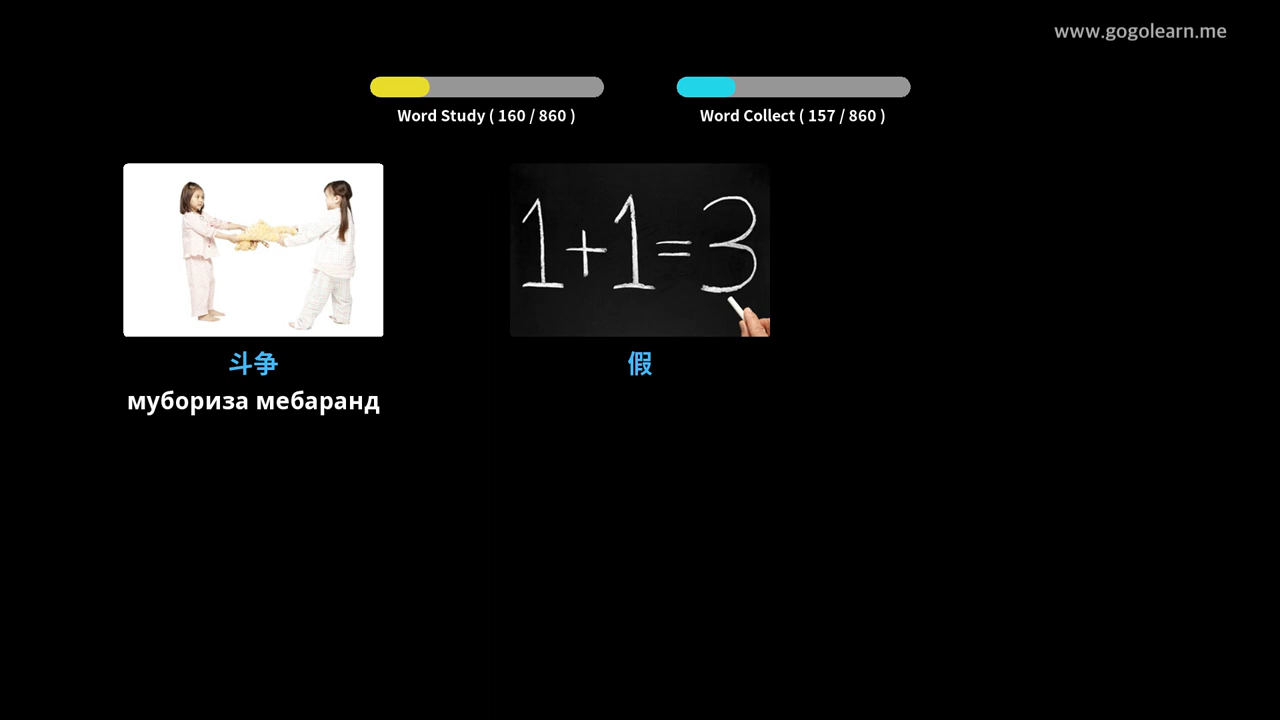 www.gogolearn.me
Word Study ( 160 / 860 )
Word Collect ( 157 / 860 )
1+1=3
斗争
假
мубориза мебаранд